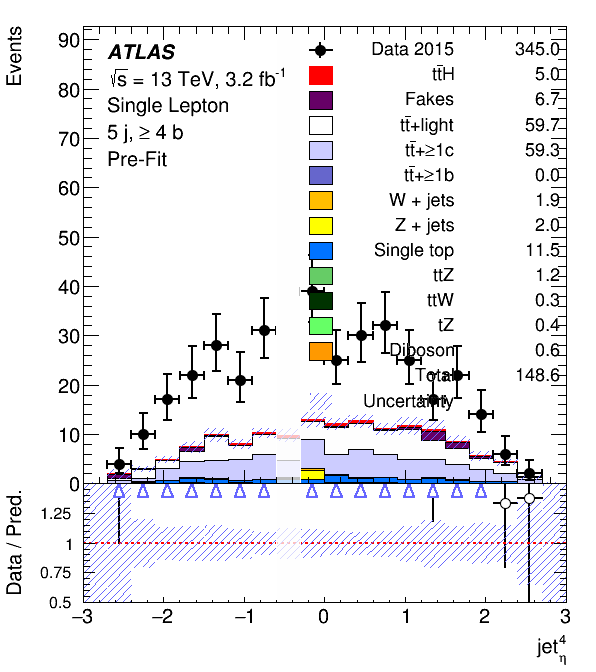 Events
90
80
70
60
50
40
30
20
10
0
ATLAS
√s = 13 TeV, 3.2 fb-1
Single Lepton
5 j, ≥ 4 b
Pre-Fit
Data 2015 345.0
tt̄H 5.0
Fakes 6.7
tt̄+light 59.7
tt̄+≥1c 59.3
tt̄+≥1b 0.0
W + jets 1.9
Z + jets 2.0
Single top 11.5
ttZ 1.2
ttW 0.3
tZ 0.4
Diboson 0.6
Total 148.6
Uncertainty
Data / Pred.
1.25
1
0.75
0.5
−3 −2 −1 0 1 2 3
jet4η